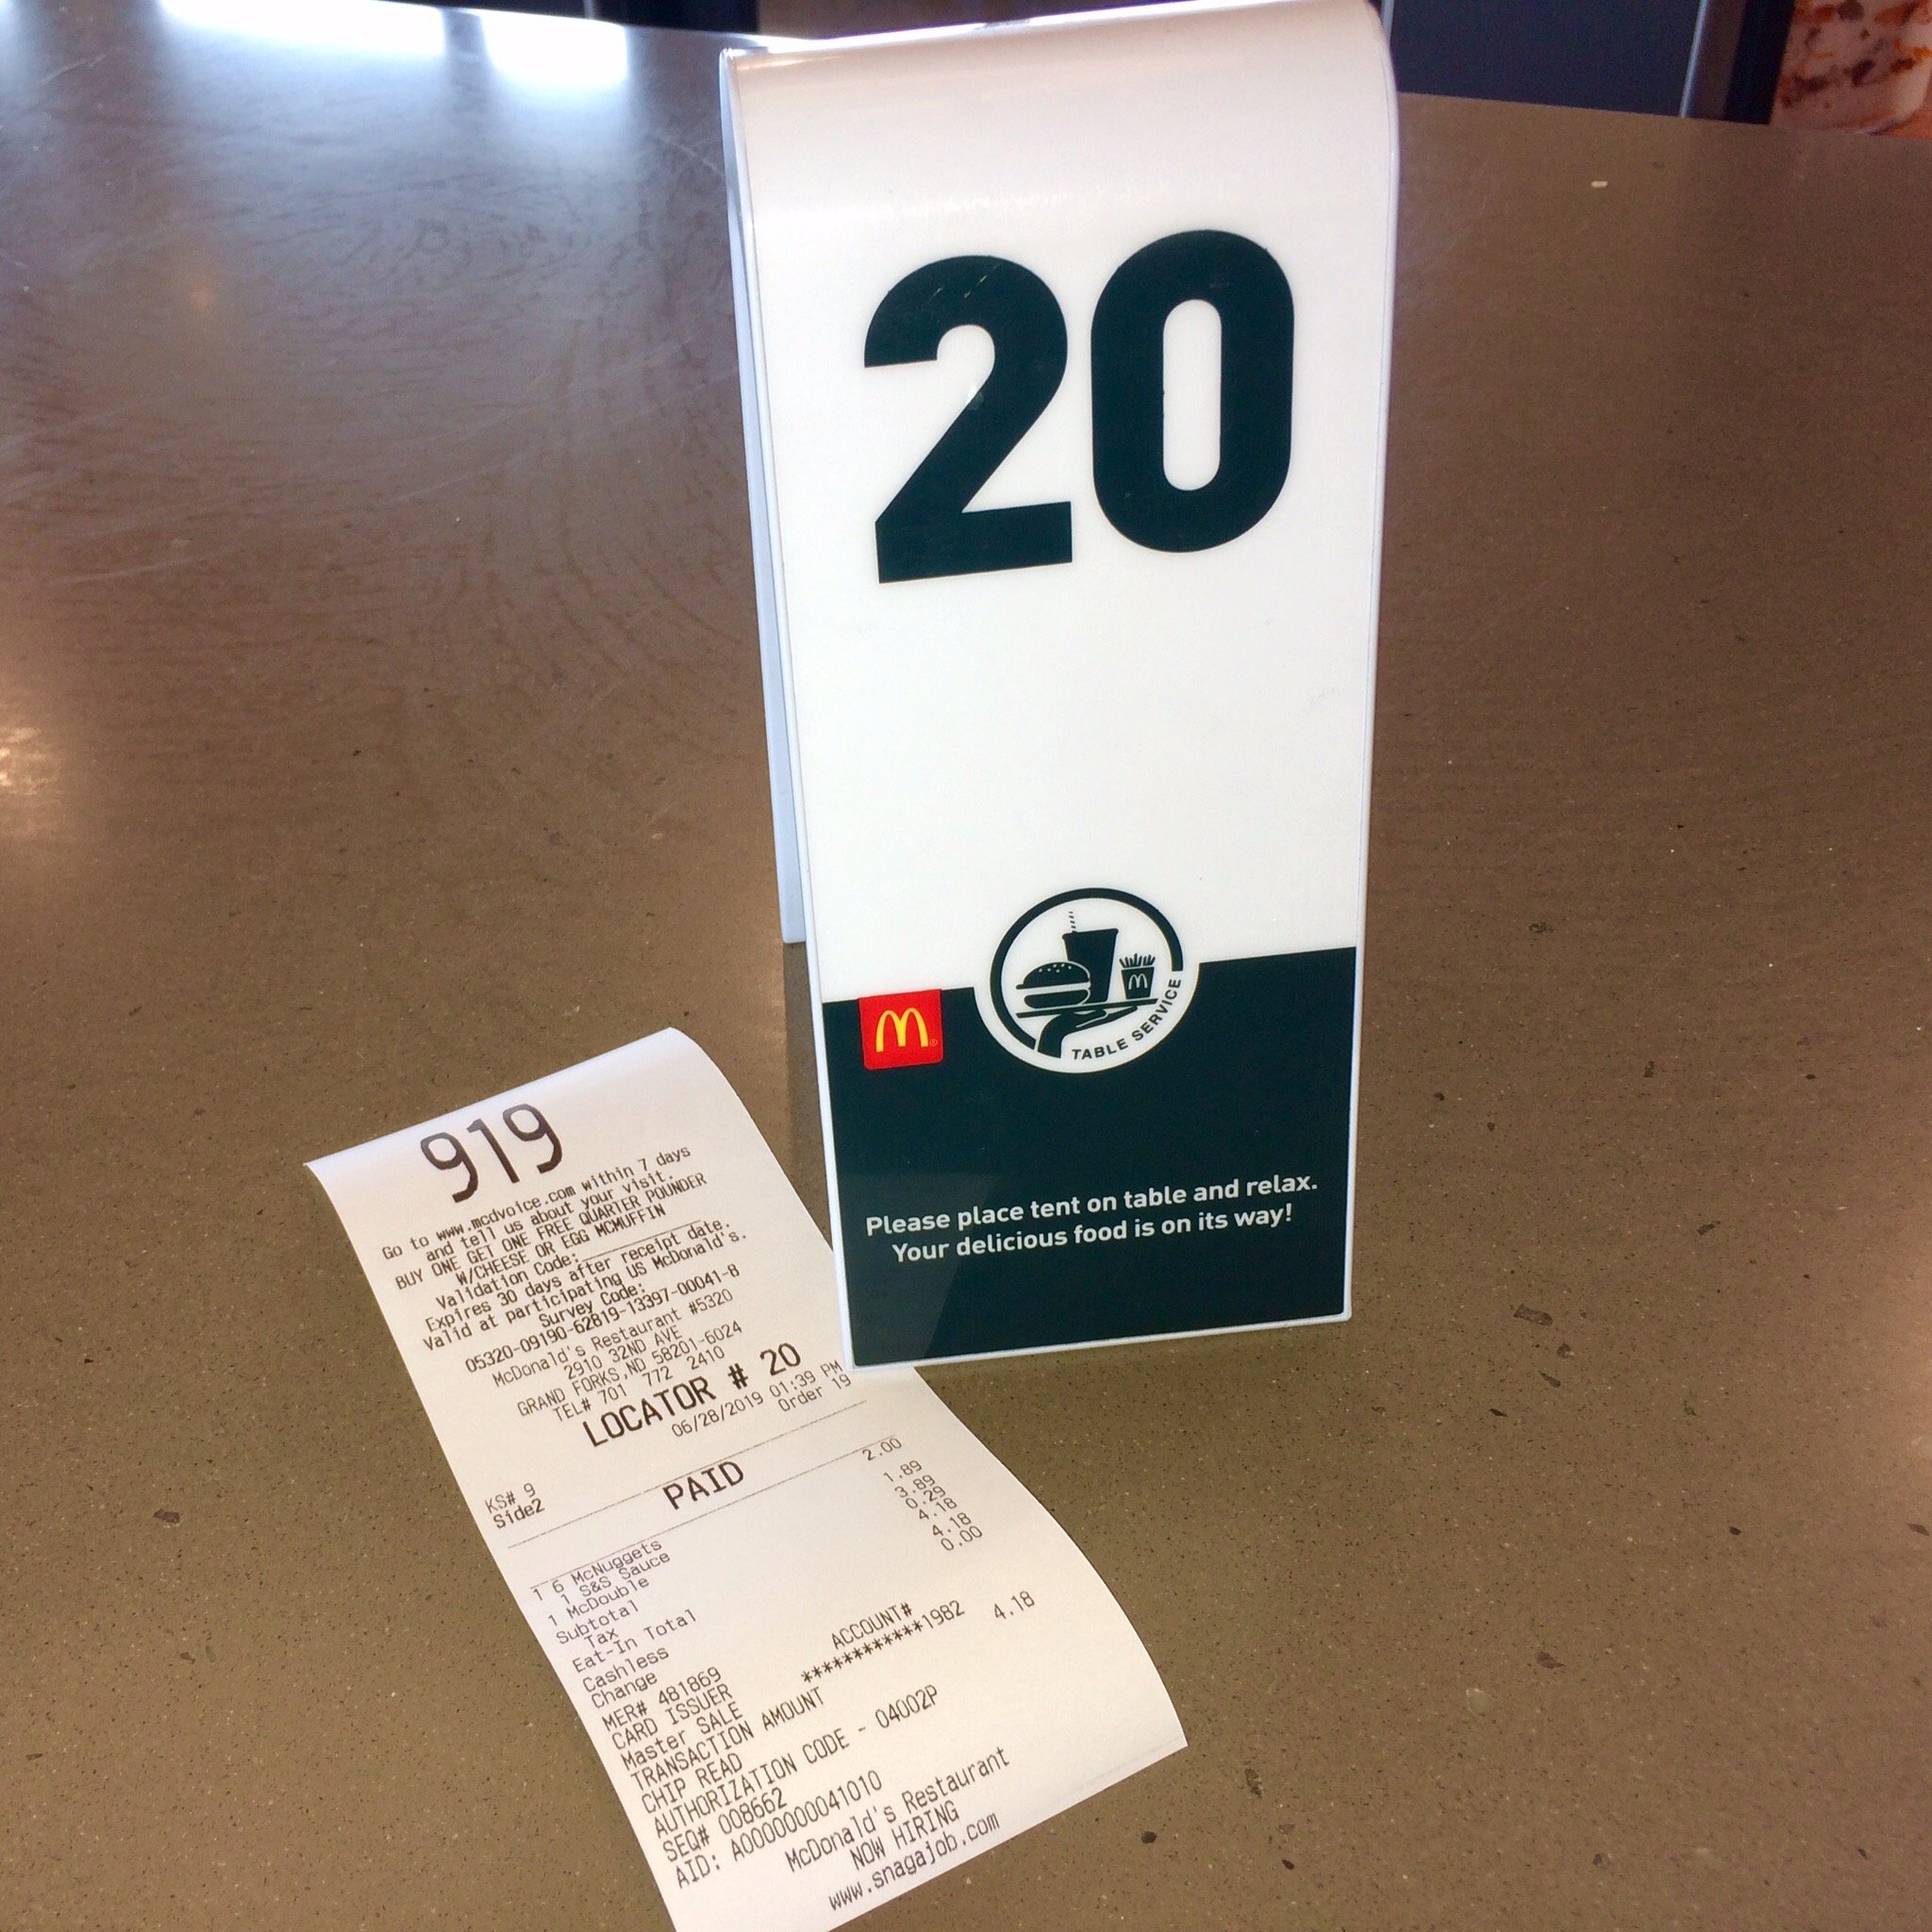 20
TABLE SERVICE
Please place tent on table and relax.
Your delicious food is on its way!
919
Go to www.mcdvoice.com within 7 days
and tell us about your visit.
BUY ONE GET ONE FREE QUARTER POUNDER
W/CHEESE OR EGG MCMUFFIN
Validation Code:
Expires 30 days after receipt date.
Valid at participating US McDonald's.
Survey Code:
05320-09190-62819-13397-00041-8
McDonald's Restaurant #5320
2910 32ND AVE
GRAND FORKS,ND 58201-6024
TEL# 701 772 2410
LOCATOR # 20
KS# 9 06/28/2019 01:39 PM
Side2 Order 19
PAID
1 6 McNuggets 2.00
1 S&S Sauce
1 McDouble 1.89
Subtotal 3.89
Tax 0.29
Eat-In Total 4.18
Cashless 4.18
Change 0.00
MER# 481869
CARD ISSUER ACCOUNT#
Master SALE ************1982
TRANSACTION AMOUNT 4.18
CHIP READ
AUTHORIZATION CODE - 04002P
SEQ# 008662
AID: A0000000041010
McDonald's Restaurant
NOW HIRING
www.snagajob.com